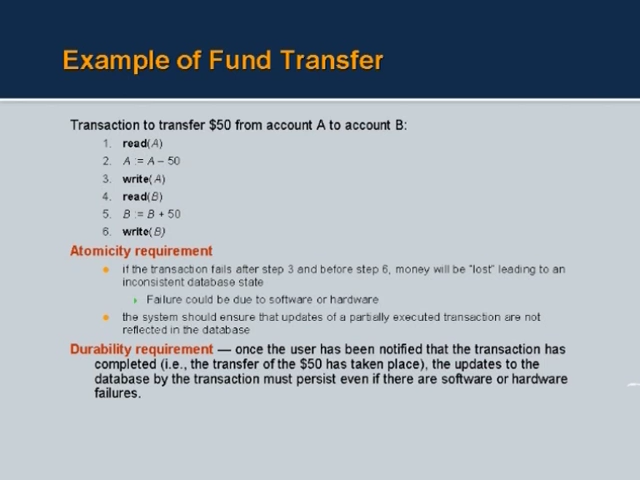 Example of Fund Transfer
Transaction to transfer $50 from account A to account B:
1. read(A)
2. A := A – 50
3. write(A)
4. read(B)
5. B := B + 50
6. write(B)
Atomicity requirement
if the transaction fails after step 3 and before step 6, money will be "lost" leading to an
inconsistent database state
Failure could be due to software or hardware
the system should ensure that updates of a partially executed transaction are not
reflected in the database
Durability requirement — once the user has been notified that the transaction has
completed (i.e., the transfer of the $50 has taken place), the updates to the
database by the transaction must persist even if there are software or hardware
failures.